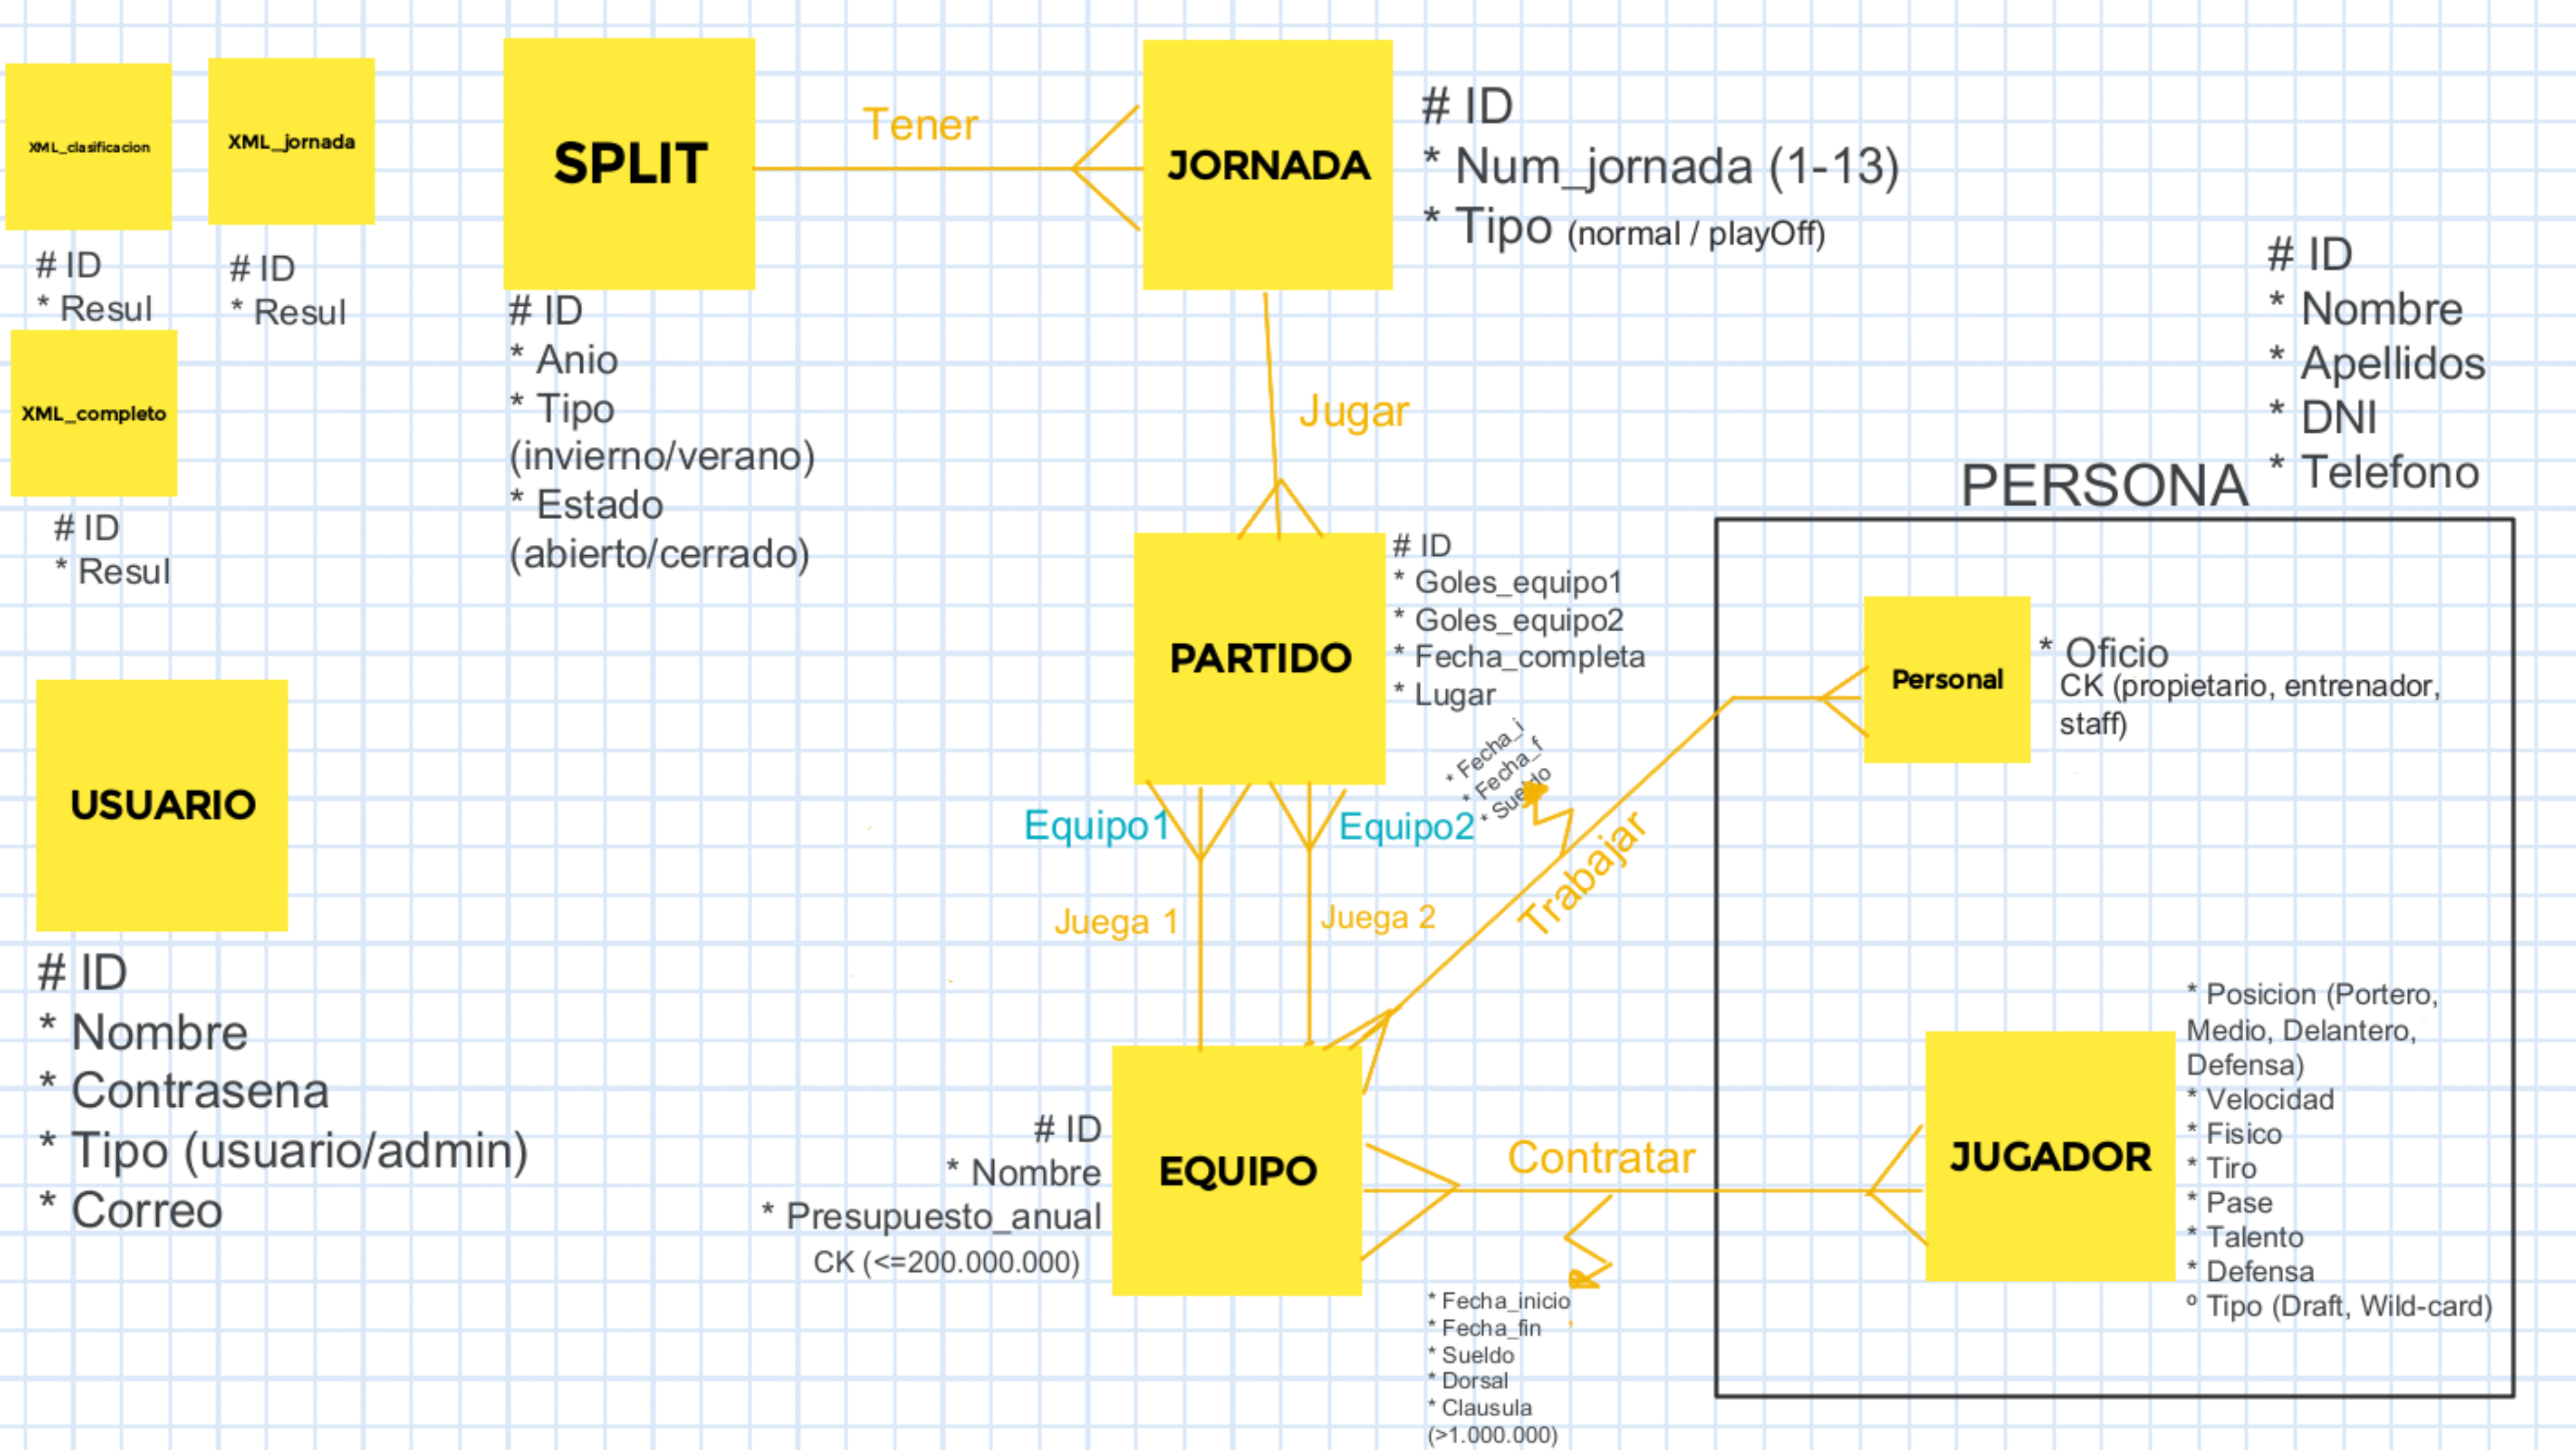 XML_clasificacion
# ID
* Resul
XML_jornada
# ID
* Resul
XML_completo
# ID
* Resul
SPLIT
# ID
* Anio
* Tipo
(invierno/verano)
* Estado
(abierto/cerrado)
Tener
JORNADA
# ID
* Num_jornada (1-13)
* Tipo (normal / playOff)
Jugar
PARTIDO
# ID
* Goles_equipo1
* Goles_equipo2
* Fecha_completa
* Lugar
Equipo1
Equipo2
Juega 1
Juega 2
* Fecha_i
* Fecha_f
* Sueldo
Trabajar
USUARIO
# ID
* Nombre
* Contrasena
* Tipo (usuario/admin)
* Correo
EQUIPO
# ID
* Nombre
* Presupuesto_anual
CK (<=200.000.000)
Contratar
* Fecha_inicio
* Fecha_fin
* Sueldo
* Dorsal
* Clausula
(>1.000.000)
PERSONA
# ID
* Nombre
* Apellidos
* DNI
* Telefono
Personal
* Oficio
CK (propietario, entrenador,
staff)
JUGADOR
* Posicion (Portero,
Medio, Delantero,
Defensa)
* Velocidad
* Fisico
* Tiro
* Pase
* Talento
* Defensa
º Tipo (Draft, Wild-card)